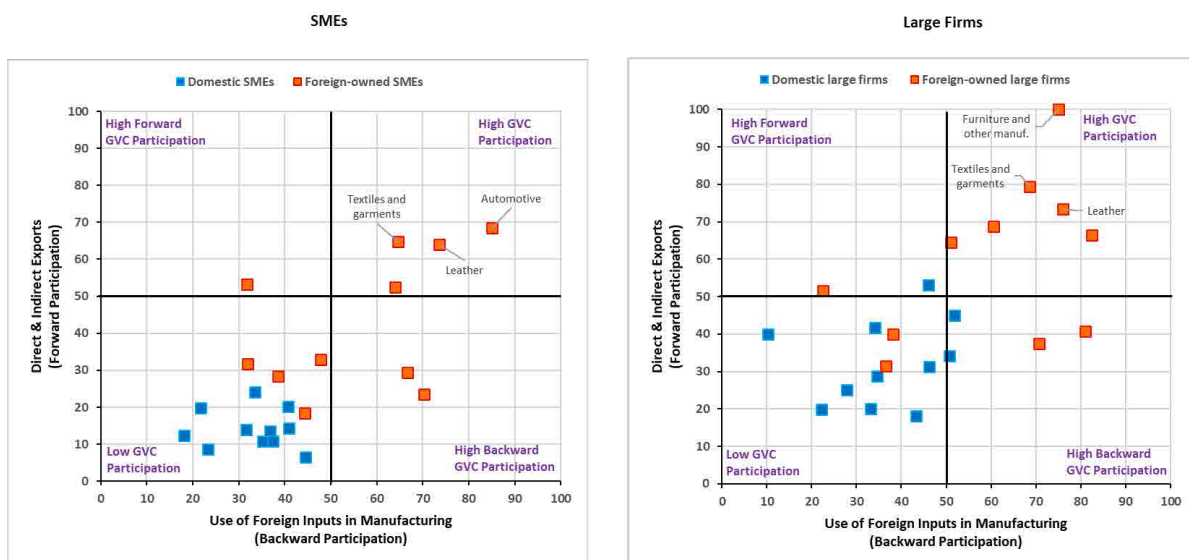 SMEs
Domestic SMEs
Foreign-owned SMEs
100
90
80
70
60
50
40
30
20
10
0
High Forward
GVC Participation
High GVC
Participation
Textiles and
garments
Automotive
Leather
Low GVC
Participation
High Backward
GVC Participation
0 10 20 30 40 50 60 70 80 90 100
Direct & Indirect Exports
(Forward Participation)
Use of Foreign Inputs in Manufacturing
(Backward Participation)
Large Firms
Domestic large firms
Foreign-owned large firms
100
90
80
70
60
50
40
30
20
10
0
High Forward
GVC Participation
Furniture and
other manuf.
High GVC
Participation
Textiles and
garments
Leather
Low GVC
Participation
High Backward
GVC Participation
0 10 20 30 40 50 60 70 80 90 100
Direct & Indirect Exports
(Forward Participation)
Use of Foreign Inputs in Manufacturing
(Backward Participation)